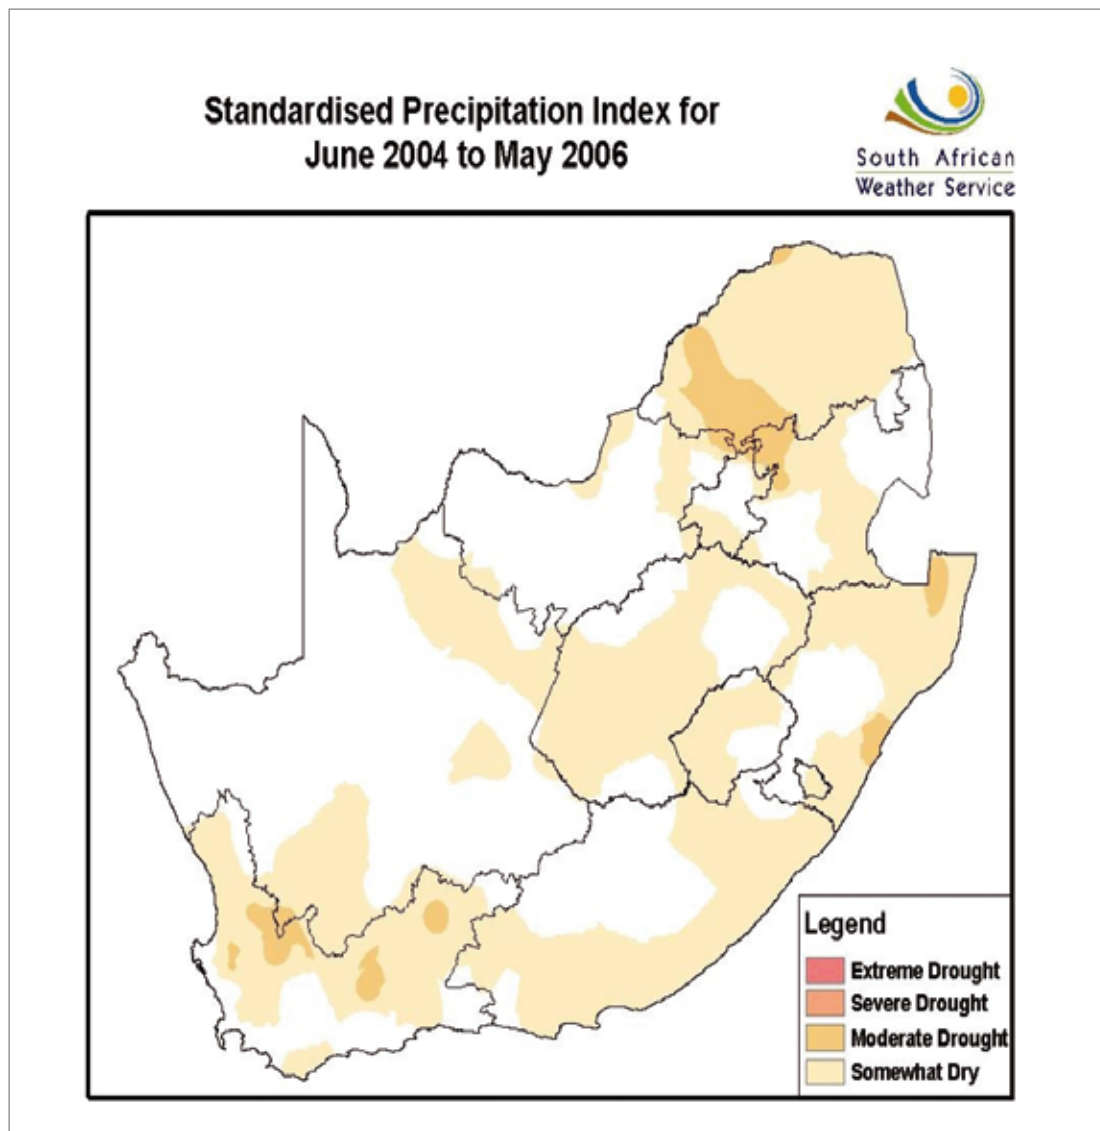 Standardised Precipitation Index for
June 2004 to May 2006
South African
Weather Service
Legend
Extreme Drought
Severe Drought
Moderate Drought
Somewhat Dry